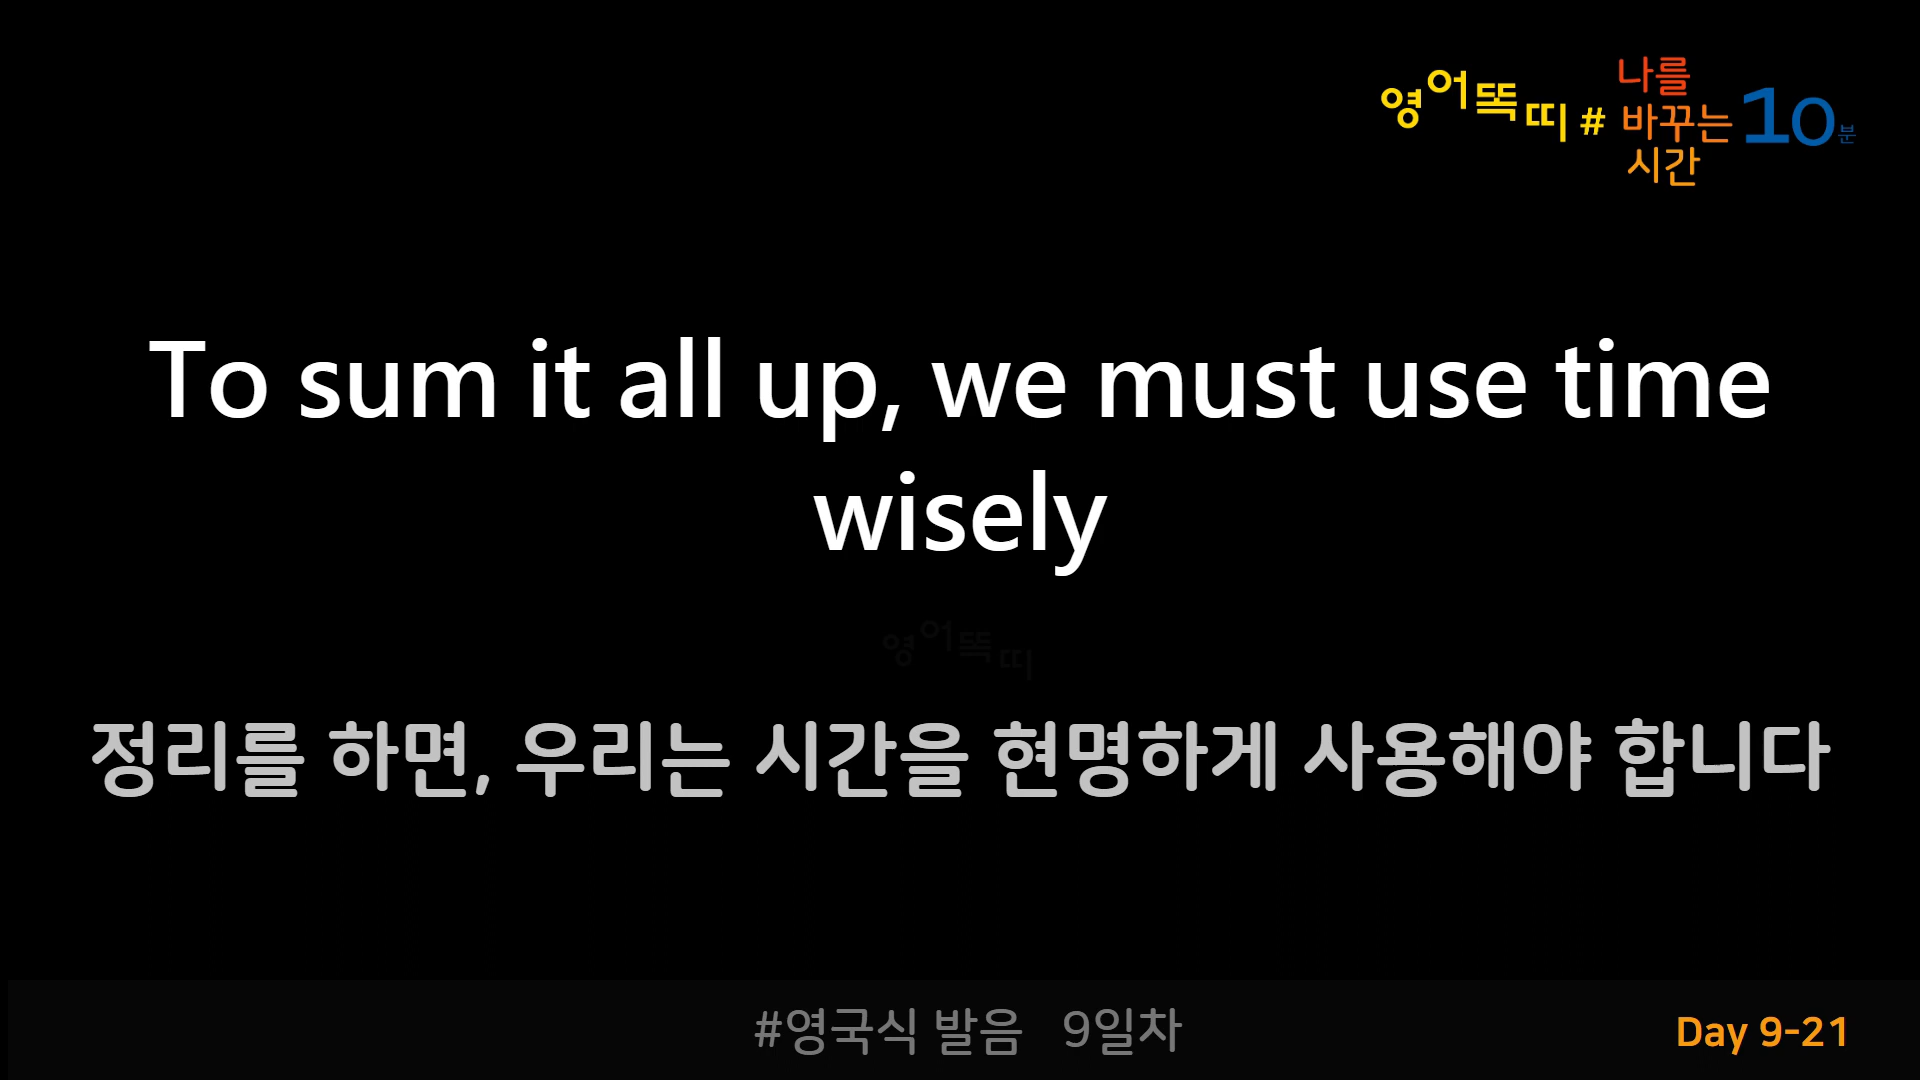 영어똑띠 # 나를 바꾸는 시간 10분
To sum it all up, we must use time
wisely
영어똑띠
정리를 하면, 우리는 시간을 현명하게 사용해야 합니다
#영국식 발음 9일차
Day 9-21